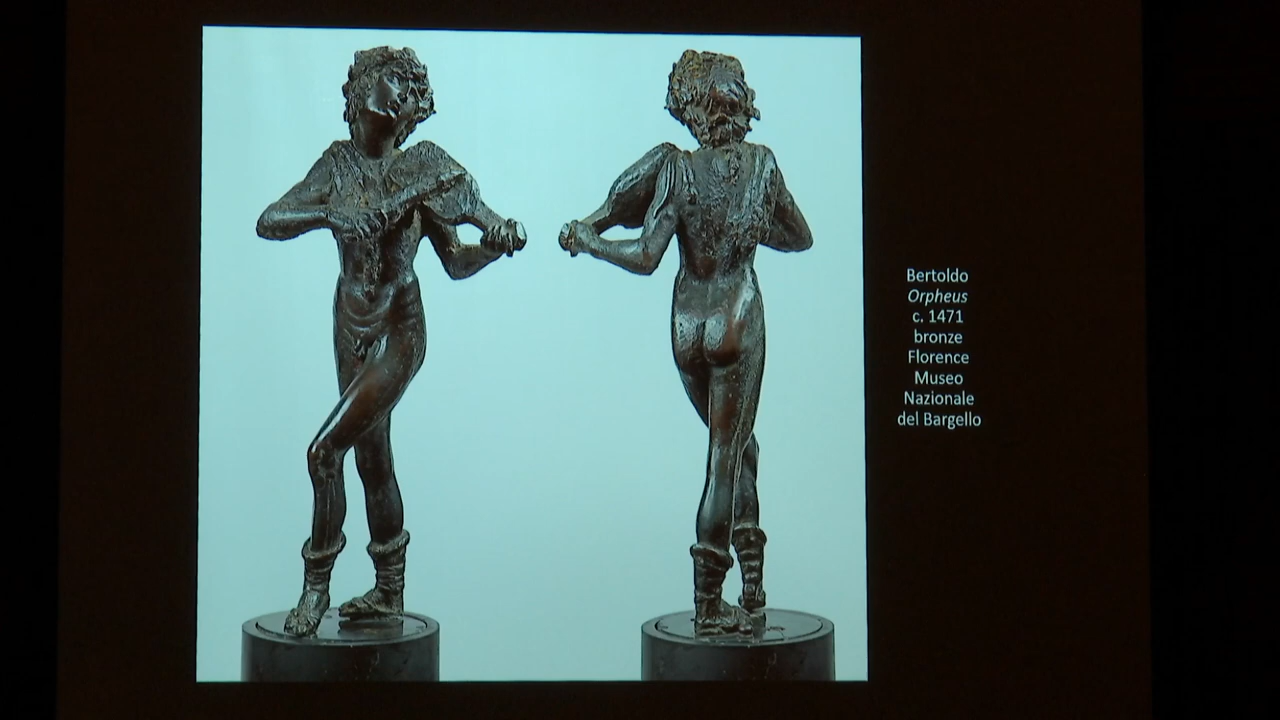 Bertoldo
Orpheus
c. 1471
bronze
Florence
Museo
Nazionale
del Bargello